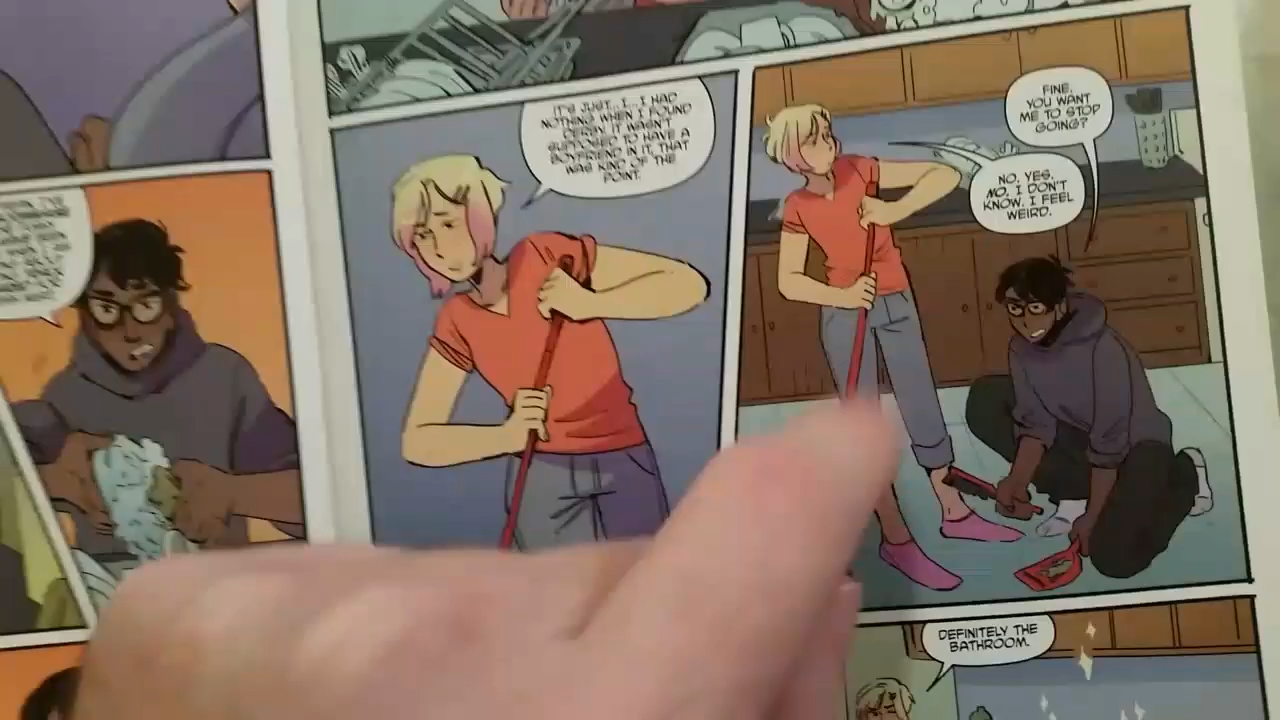 IT'S JUST...I...I HAD
NOTHING WHEN I FOUND
DERBY. IT WASN'T
SUPPOSED TO HAVE A
BOYFRIEND IN IT, THAT
WAS KIND OF THE
POINT.
FINE.
YOU WANT
ME TO STOP
GOING?
NO, YES.
NO. I DON'T
KNOW. I FEEL
WEIRD.
DEFINITELY THE
BATHROOM.